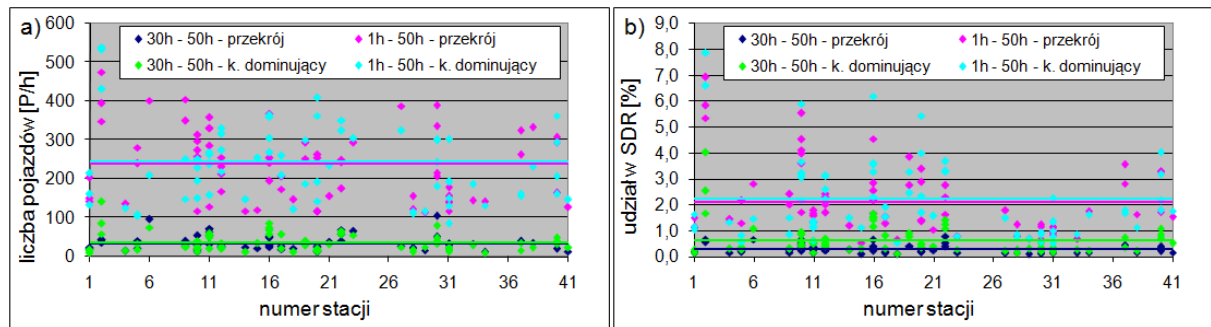 a)
liczba pojazdów [P/h]
600
500
400
300
200
100
0
30h - 50h - przekrój
1h - 50h - przekrój
30h - 50h - k. dominujący
1h - 50h - k. dominujący
1 6 11 16 21 26 31 36 41
numer stacji
b)
udział w SDR [%]
9,0
8,0
7,0
6,0
5,0
4,0
3,0
2,0
1,0
0,0
30h - 50h - przekrój
1h - 50h - przekrój
30h - 50h - k. dominujący
1h - 50h - k. dominujący
1 6 11 16 21 26 31 36 41
numer stacji